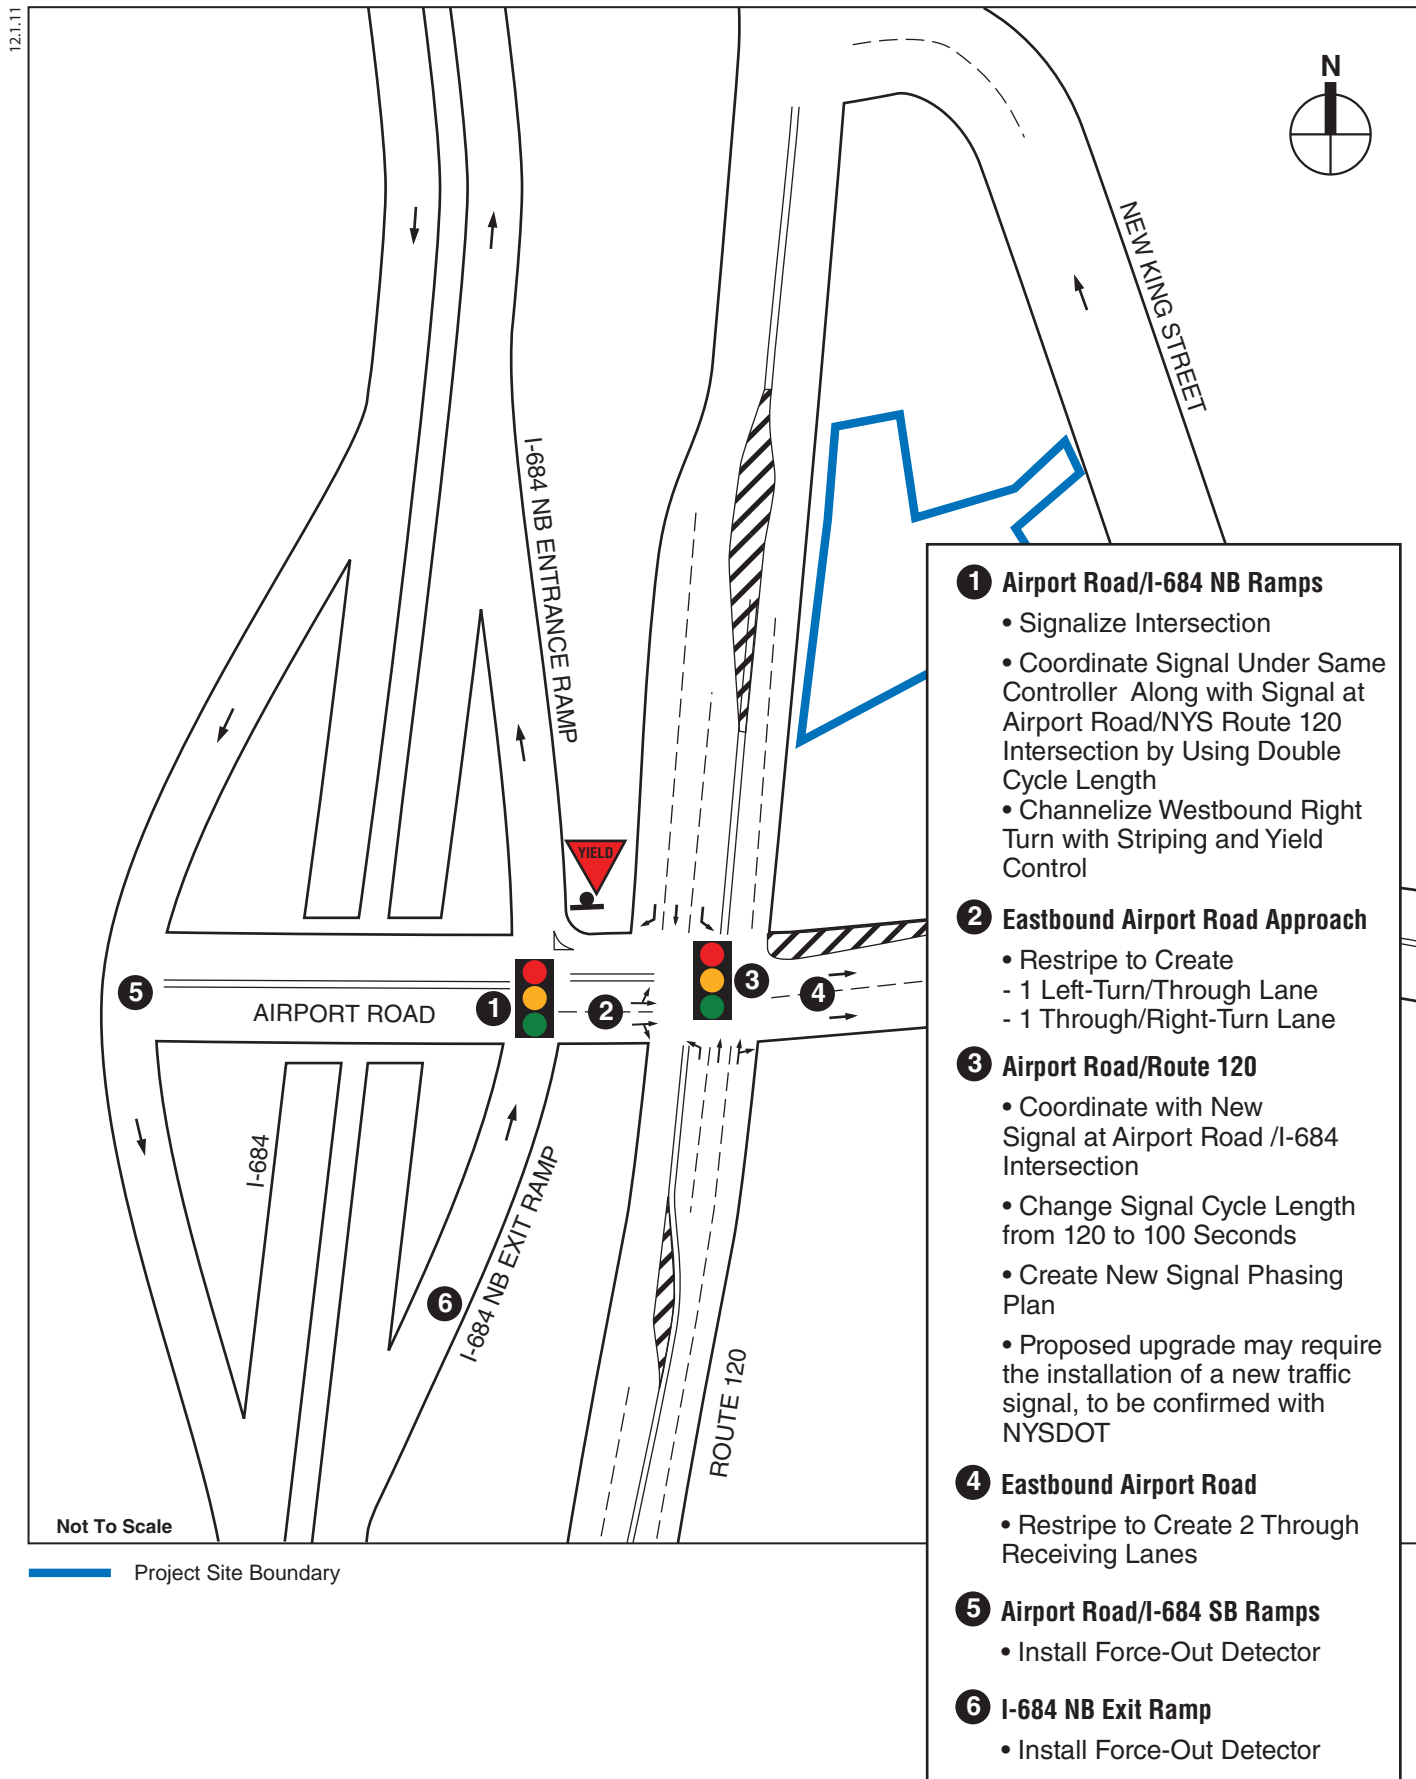 12.1.11
N
NEW KING STREET
I-684 NB ENTRANCE RAMP
YIELD
5
AIRPORT ROAD
1
2
3
4
I-684
6
I-684 NB EXIT RAMP
ROUTE 120
Not To Scale
Project Site Boundary
1 Airport Road/I-684 NB Ramps
• Signalize Intersection
• Coordinate Signal Under Same
Controller Along with Signal at
Airport Road/NYS Route 120
Intersection by Using Double
Cycle Length
• Channelize Westbound Right
Turn with Striping and Yield
Control
2 Eastbound Airport Road Approach
• Restripe to Create
- 1 Left-Turn/Through Lane
- 1 Through/Right-Turn Lane
3 Airport Road/Route 120
• Coordinate with New
Signal at Airport Road /I-684
Intersection
• Change Signal Cycle Length
from 120 to 100 Seconds
• Create New Signal Phasing
Plan
• Proposed upgrade may require
the installation of a new traffic
signal, to be confirmed with
NYSDOT
4 Eastbound Airport Road
• Restripe to Create 2 Through
Receiving Lanes
5 Airport Road/I-684 SB Ramps
• Install Force-Out Detector
6 I-684 NB Exit Ramp
• Install Force-Out Detector